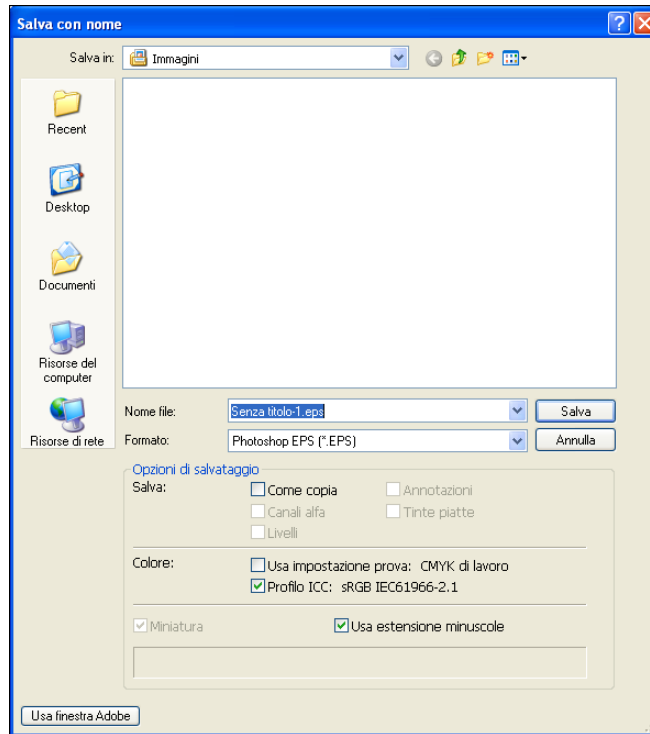 Salva con nome
Salva in: Immagini
Recent
Desktop
Documenti
Risorse del
computer
Risorse di rete
Nome file: Senza titolo-1.eps Salva
Formato: Photoshop EPS (*.EPS) Annulla
Opzioni di salvataggio
Salva: Come copia Annotazioni
Canali alfa Tinte piatte
Livelli
Colore: Usa impostazione prova: CMYK di lavoro
Profilo ICC: sRGB IEC61966-2.1
Miniatura Usa estensione minuscole
Usa finestra Adobe